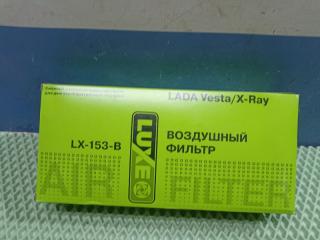 LADA Vesta/X-Ray
LX-153-B
LUXE
ВОЗДУШНЫЙ
ФИЛЬТР
AIR FILTER